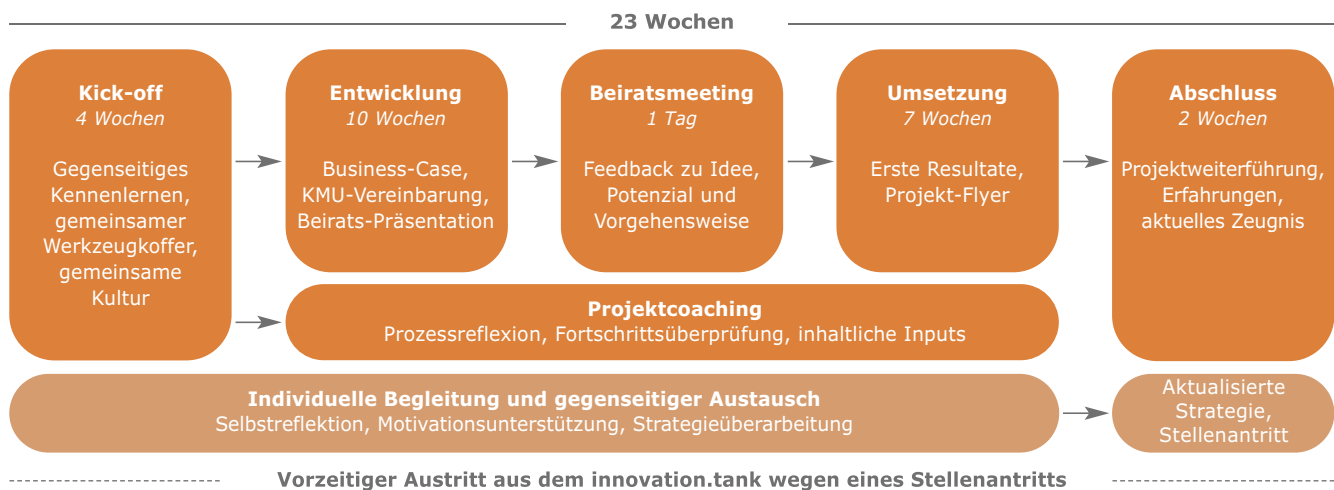 23 Wochen
Kick-off
4 Wochen
Gegenseitiges
Kennenlernen,
gemeinsamer
Werkzeugkoffer,
gemeinsame
Kultur
Entwicklung
10 Wochen
Business-Case,
KMU-Vereinbarung,
Beirats-Präsentation
Beiratsmeeting
1 Tag
Feedback zu Idee,
Potenzial und
Vorgehensweise
Umsetzung
7 Wochen
Erste Resultate,
Projekt-Flyer
Abschluss
2 Wochen
Projektweiterführung,
Erfahrungen,
aktuelles Zeugnis
Projektcoaching
Prozessreflexion, Fortschrittsüberprüfung, inhaltliche Inputs
Individuelle Begleitung und gegenseitiger Austausch
Selbstreflektion, Motivationsunterstützung, Strategieüberarbeitung
Aktualisierte
Strategie,
Stellenantritt
Vorzeitiger Austritt aus dem innovation.tank wegen eines Stellenantritts